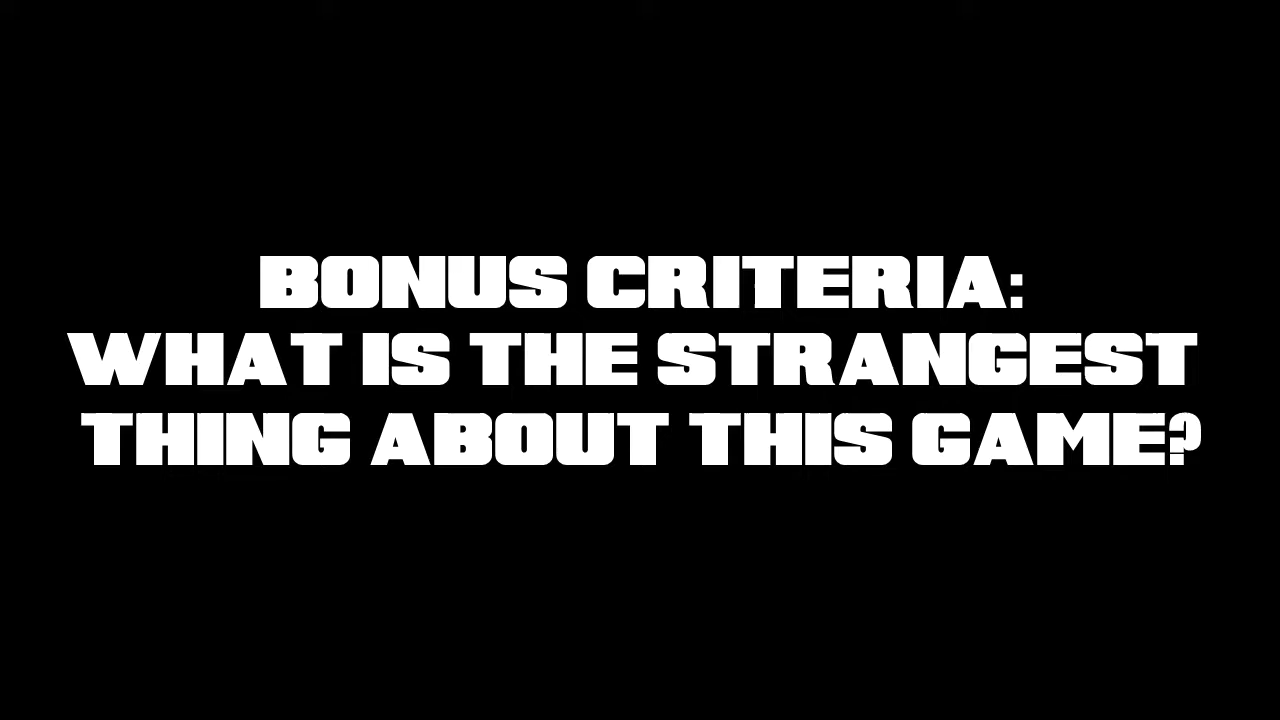 BONUS CRITERIA:
WHAT IS THE STRANGEST
THING ABOUT THIS GAME?